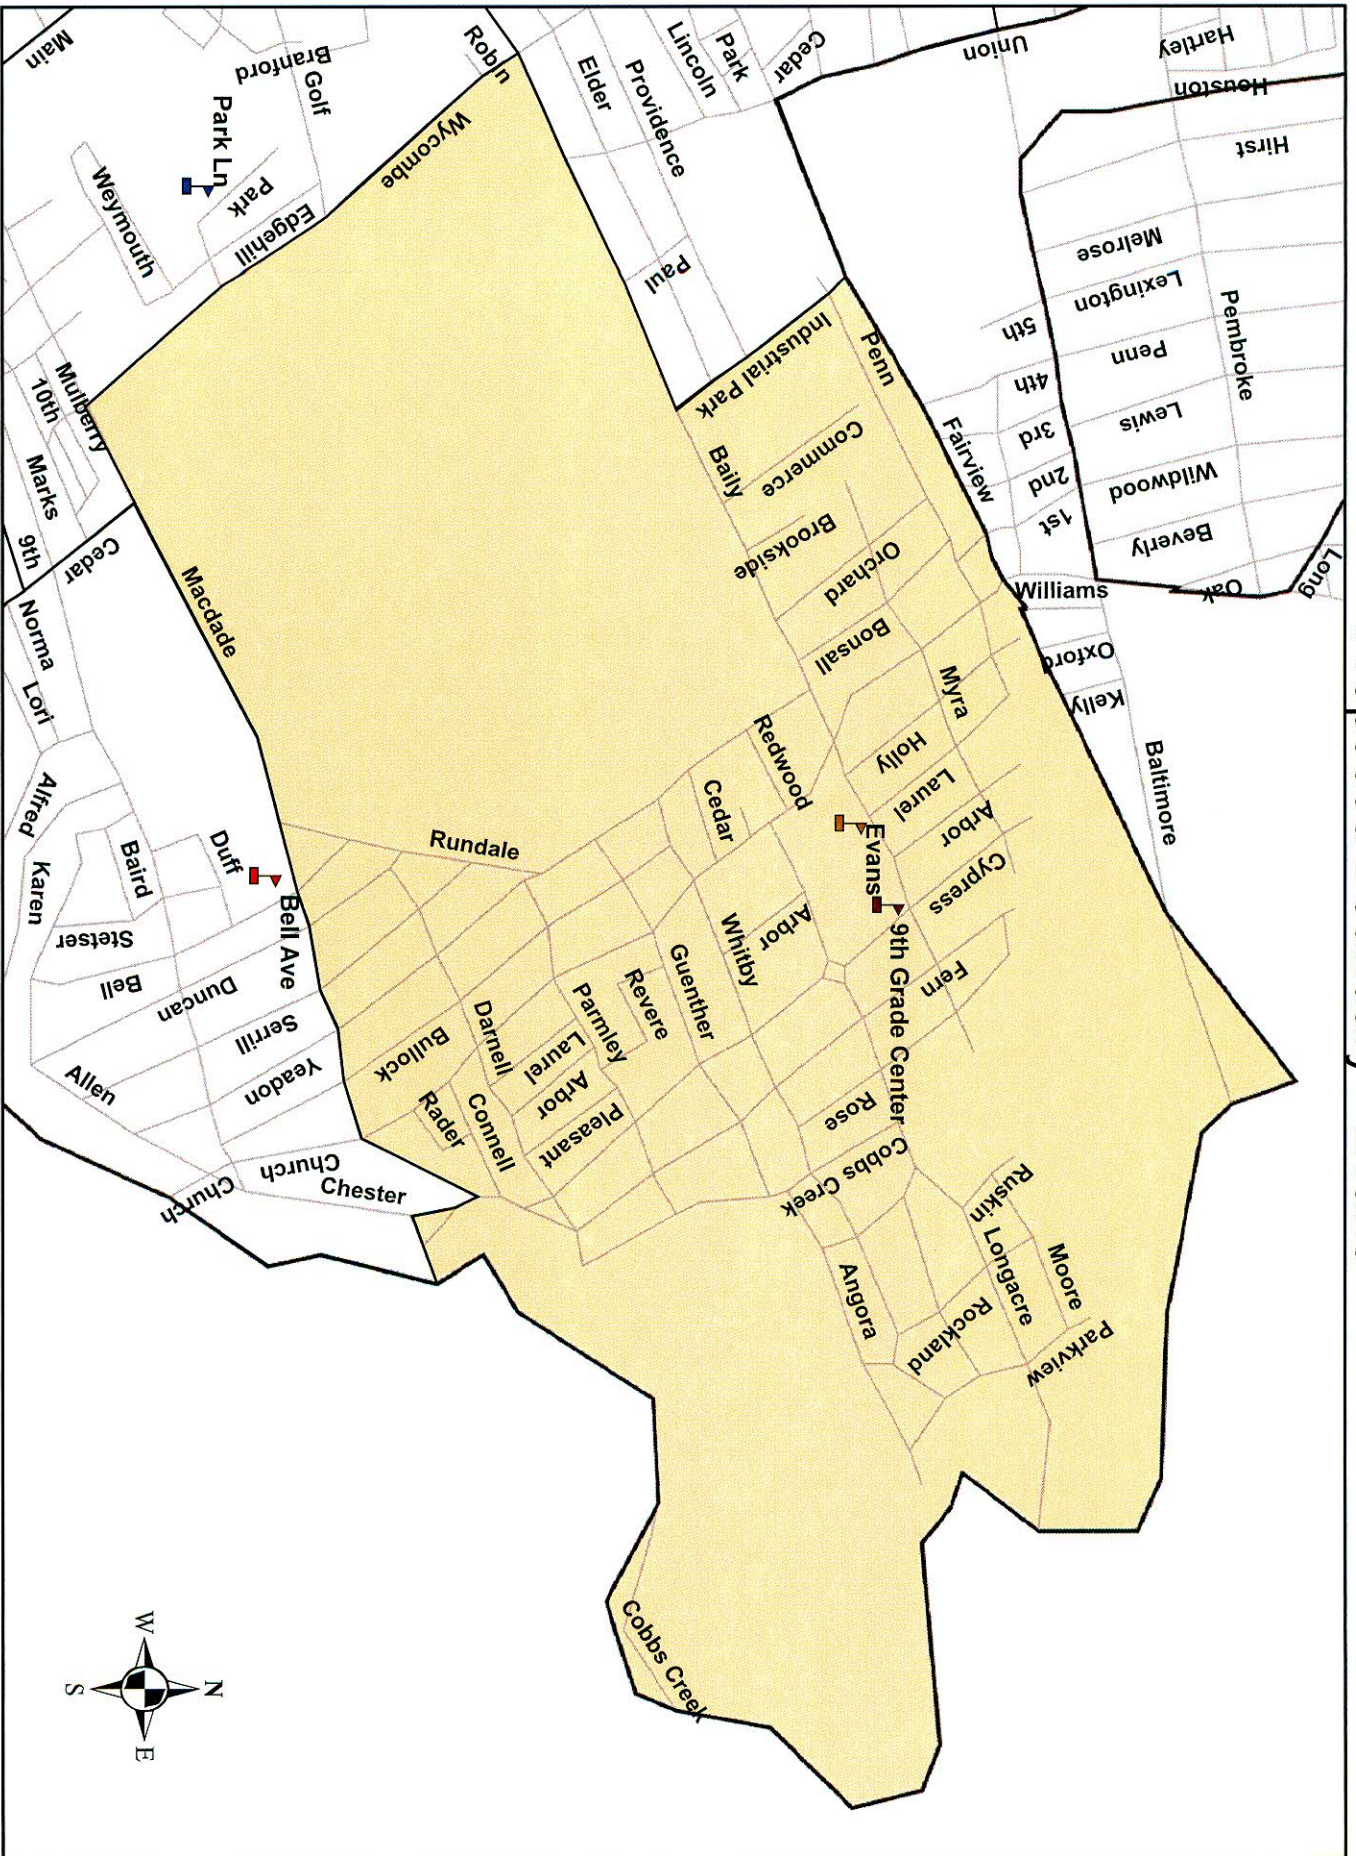 Main
Branford
Golf
Park Ln
Park
Edgehill
Weymouth
Wycombe
Robin
Elder
Providence
Lincoln
Park
Cedar
Union
Hartley
Houston
Hirst
Melrose
Lexington
Pembroke
Penn
Lewis
Wildwood
Beverly
Oak
Long
5th
4th
3rd
2nd
1st
Fairview
Williams
Oxford
Kelly
Baltimore
Paul
Industrial Park
Penn
Commerce
Baily
Brookside
Orchard
Bonsall
Myra
Holly
Laurel
Arbor
Cypress
Redwood
Cedar
Evans
9th Grade Center
Fern
Arbor
Whitby
Guenther
Revere
Parmley
Rundale
Mulberry
10th
Marks
9th
Cedar
Macdade
Norma
Lori
Alfred
Karen
Baird
Duff
Bell Ave
Stetser
Bell
Duncan
Serrill
Yeadon
Allen
Church
Church
Chester
Bullock
Darnell
Laurel
Arbor
Pleasant
Rader
Connell
Rose
Cobbs Creek
Ruskin
Longacre
Moore
Angora
Rockland
Parkview
Cobbs Creek
W
N
S
E